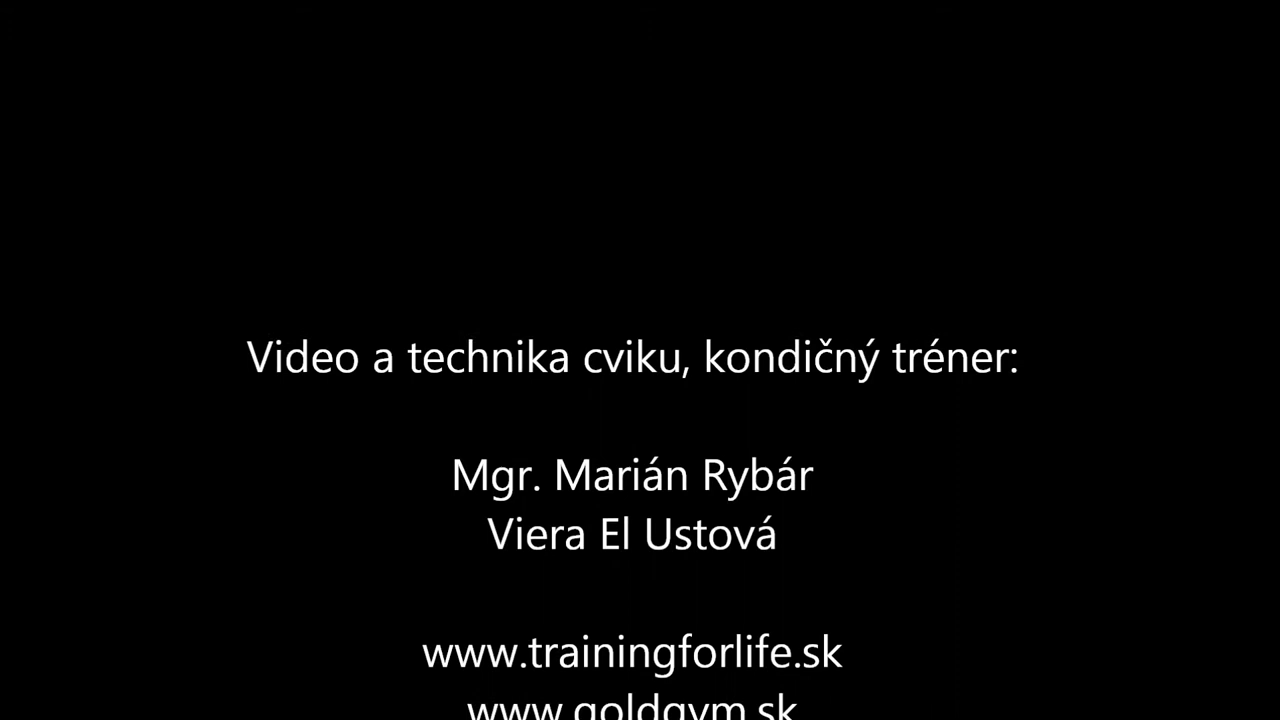 Video a technika cviku, kondičný tréner:
Mgr. Marián Rybár
Viera El Ustová
www.trainingforlife.sk
www.goldgym.sk